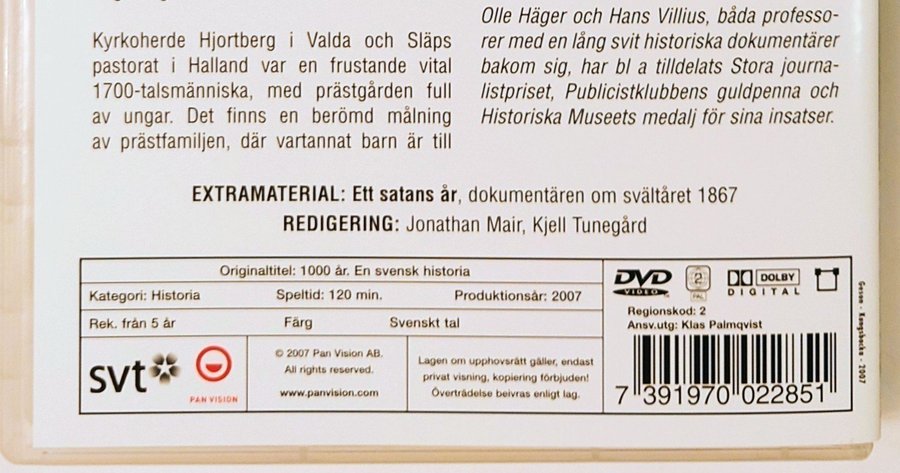 Kyrkoherde Hjortberg i Valda och Släps
pastorat i Halland var en frustande vital
1700-talsmänniska, med prästgården full
av ungar. Det finns en berömd målning
av prästfamiljen, där vartannat barn är till
Olle Häger och Hans Villius, båda professo-
rer med en lång svit historiska dokumentärer
bakom sig, har bl a tilldelats Stora journa-
listpriset, Publicistklubbens guldpenna och
Historiska Museets medalj för sina insatser.
EXTRAMATERIAL: Ett satans år, dokumentären om svältåret 1867
REDIGERING: Jonathan Mair, Kjell Tunegård
Originaltitel: 1000 år. En svensk historia
Kategori: Historia Speltid: 120 min. Produktionsår: 2007
Rek. från 5 år Färg Svenskt tal
svt
PAN VISION
© 2007 Pan Vision AB.
All rights reserved.
www.panvision.com
Lagen om upphovsrätt gäller, endast
privat visning, kopiering förbjuden!
Överträdelse beivras enligt lag.
DVD
VIDEO
2
PAL
DOLBY
DIGITAL
Regionskod: 2
Ansv.utg: Klas Palmqvist
7 391970 022851
Geson - Kungsbacka - 2007